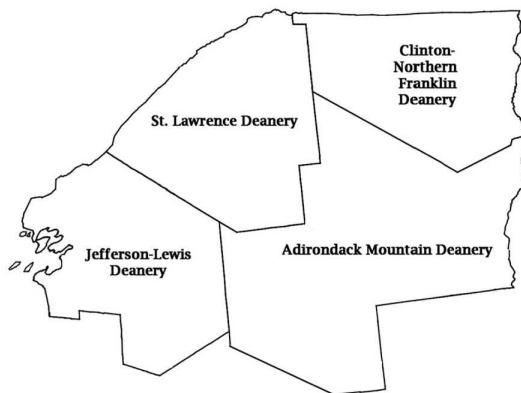 Clinton-
Northern
Franklin
Deanery
St. Lawrence Deanery
Jefferson-Lewis
Deanery
Adirondack Mountain Deanery